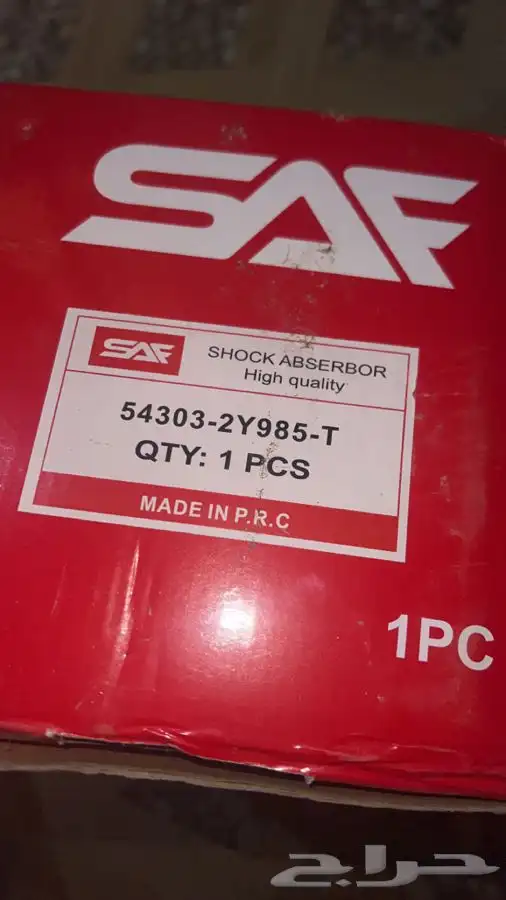 SAF
SAF
SHOCK ABSERBOR
High quality
54303-2Y985-T
QTY: 1 PCS
MADE IN P.R.C
1PC
حراج